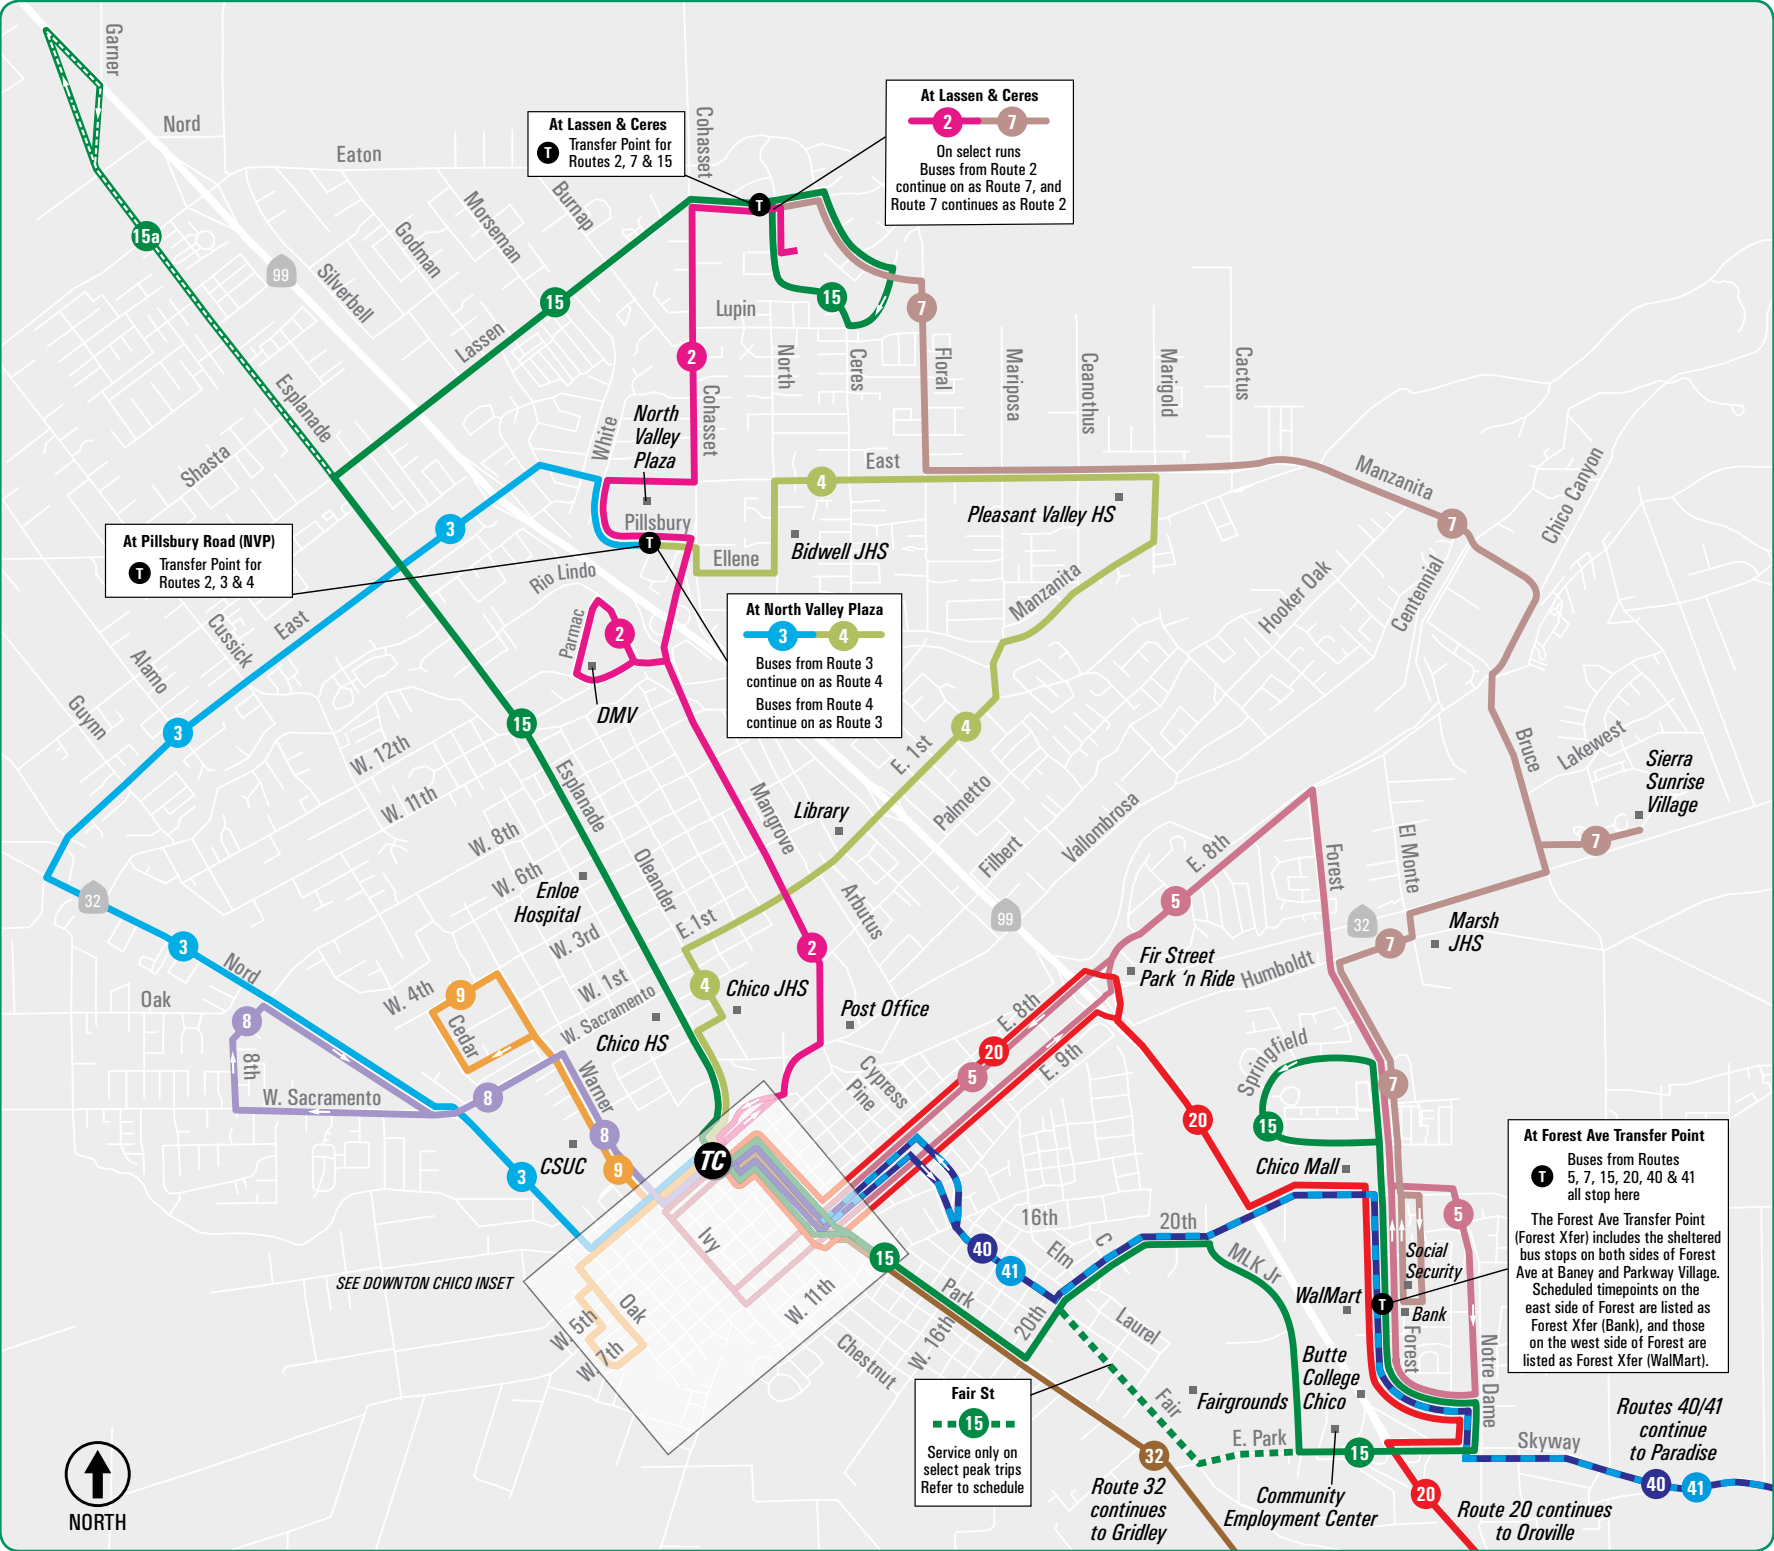 Garner
Nord
Eaton
Cohasset
Burnap
Morseman
Godman
Silverbell
99
15a
At Lassen & Ceres
T
Transfer Point for
Routes 2, 7 & 15
At Lassen & Ceres
2
7
On select runs
Buses from Route 2
continue on as Route 7, and
Route 7 continues as Route 2
T
15
15
7
Lassen
Lupin
2
North
Ceres
Floral
Mariposa
Ceanothus
Marigold
Cactus
Esplanade
Shasta
White
North
Valley
Plaza
Cohasset
East
4
Manzanita
Chico Canyon
7
3
Pillsbury
T
Pleasant Valley HS
Bidwell JHS
Ellene
At Pillsbury Road (NVP)
T
Transfer Point for
Routes 2, 3 & 4
Rio Lindo
Manzanita
Hooker Oak
Centennial
At North Valley Plaza
3
4
Buses from Route 3
continue on as Route 4
Buses from Route 4
continue on as Route 3
Parmac
2
DMV
Cussick
East
Alamo
Guynn
3
15
4
E. 1st
Bruce
Lakewest
Sierra
Sunrise
Village
7
W. 12th
W. 11th
W. 8th
W. 6th
Esplanade
Mangrove
Library
Palmetto
Filbert
Vallombrosa
E. 8th
Forest
El Monte
Oleander
Enloe
Hospital
32
3
Nord
W. 3rd
E.1st
Arbutus
99
5
32
7
Marsh
JHS
2
Fir Street
Park ‘n Ride
Humboldt
Oak
W. 4th
9
Cedar
W. 1st
W. Sacramento
Chico HS
4
Chico JHS
Post Office
8
8th
W. Sacramento
8
Warner
8
9
CSUC
3
E. 8th
20
5
E. 9th
Cypress
Pine
Springfield
15
7
20
Chico Mall
TC
Ivy
Oak
W. 5th
W. 7th
W. 11th
SEE DOWNTON CHICO INSET
15
40
41
16th
Elm
C
20th
MLK Jr
5
Social
Security
WalMart
T
Bank
Forest
At Forest Ave Transfer Point
T
Buses from Routes
5, 7, 15, 20, 40 & 41
all stop here
The Forest Ave Transfer Point
(Forest Xfer) includes the sheltered
bus stops on both sides of Forest
Ave at Baney and Parkway Village.
Scheduled timepoints on the
east side of Forest are listed as
Forest Xfer (Bank), and those
on the west side of Forest are
listed as Forest Xfer (WalMart).
Park
20th
Laurel
W. 16th
Chestnut
Fair
Fair St
15
Service only on
select peak trips
Refer to schedule
Fairgrounds
Butte
College
Chico
Notre Dame
E. Park
15
Skyway
Routes 40/41
continue
to Paradise
40
41
32
Route 32
continues
to Gridley
Community
Employment Center
20
Route 20 continues
to Oroville
NORTH